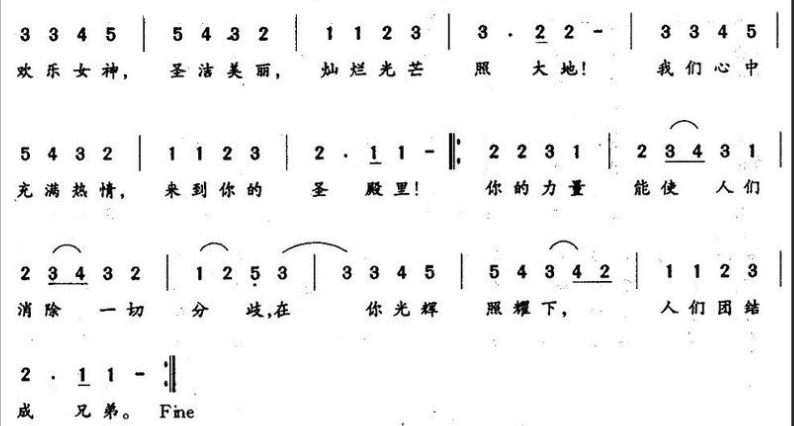 3 3 4 5 | 5 4 3 2 | 1 1 2 3 | 3 . 2 2 - | 3 3 4 5 |
欢乐女神, 圣洁美丽, 灿烂光芒 照 大地! 我们心中
5 4 3 2 | 1 1 2 3 | 2 . 1 1 - ‖: 2 2 3 1 | 2 3 4 3 1 |
充满热情, 来到你的 圣 殿里! 你的力量 能使 人们
2 3 4 3 2 | 1 2 5 3 | 3 3 4 5 | 5 4 3 4 2 | 1 1 2 3 |
消除 一切 分 歧,在 你光辉 照耀下, 人们团结
2 . 1 1 - :‖
成 兄弟。 Fine